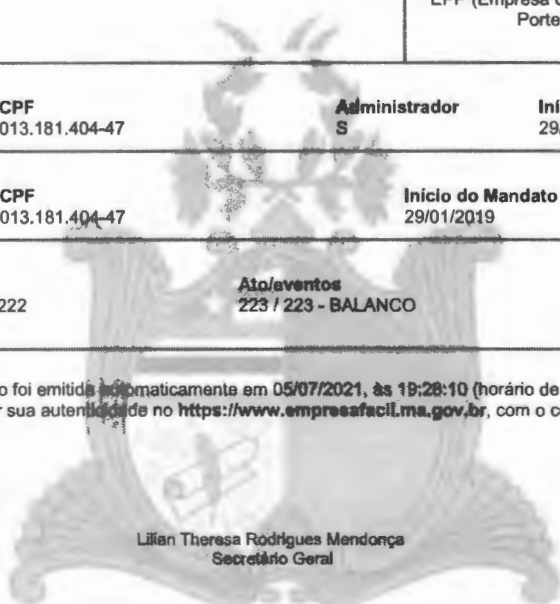 EPP (Empresa
Porte
CPF Administrador
013.181.404-47 S 29/
CPF Início do Mandato
013.181.404-47 29/01/2019
Ato/eventos
222 223 / 223 - BALANCO
o foi emitida automaticamente em 05/07/2021, às 19:28:10 (horário de
r sua autenticidade no https://www.empresafacil.ma.gov.br, com o c
Lilian Theresa Rodrigues Mendonça
Secretário Geral